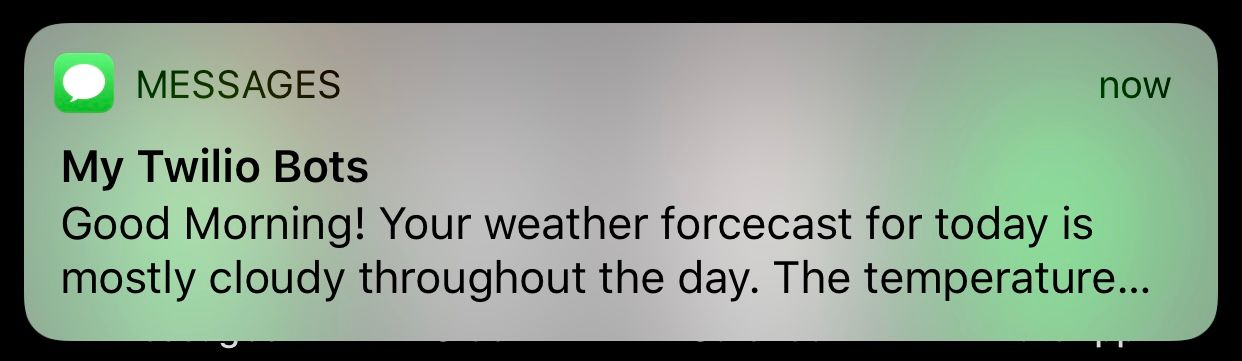 MESSAGES now
My Twilio Bots
Good Morning! Your weather forcecast for today is
mostly cloudy throughout the day. The temperature...